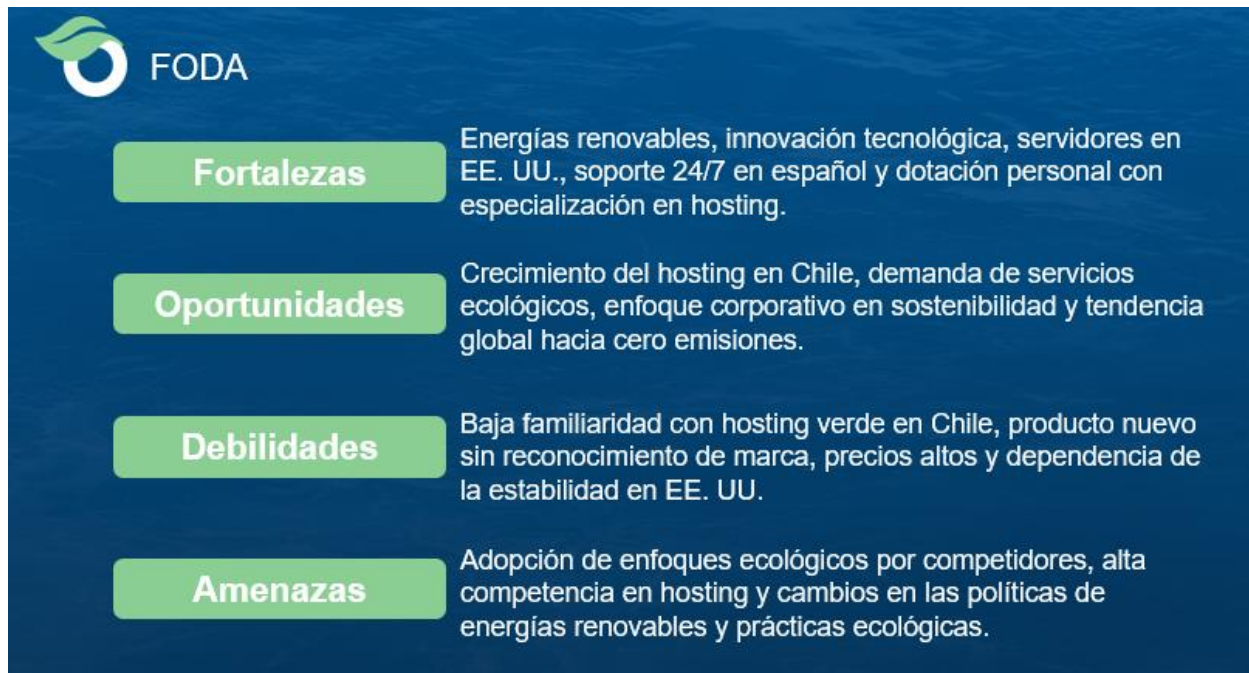 FODA
Fortalezas
Energías renovables, innovación tecnológica, servidores en
EE. UU., soporte 24/7 en español y dotación personal con
especialización en hosting.
Oportunidades
Crecimiento del hosting en Chile, demanda de servicios
ecológicos, enfoque corporativo en sostenibilidad y tendencia
global hacia cero emisiones.
Debilidades
Baja familiaridad con hosting verde en Chile, producto nuevo
sin reconocimiento de marca, precios altos y dependencia de
la estabilidad en EE. UU.
Amenazas
Adopción de enfoques ecológicos por competidores, alta
competencia en hosting y cambios en las políticas de
energías renovables y prácticas ecológicas.